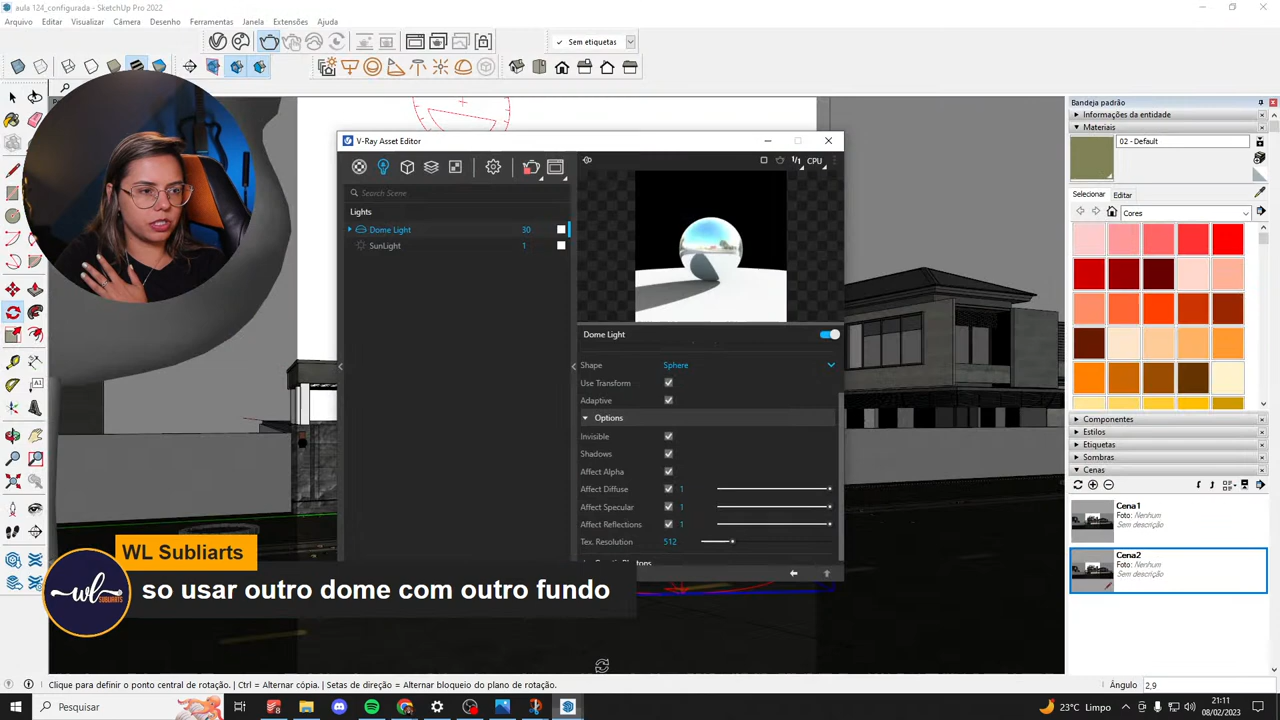 aula 124_configurada - SketchUp Pro 2022
Arquivo Editar Visualizar Câmera Desenho Ferramentas Janela Extensões Ajuda
Sem etiquetas
V-Ray Asset Editor
CPU
Search Scene
Lights
Dome Light 30
SunLight 1
Dome Light
Shape Sphere
Use Transform
Adaptive
Options
Invisible
Shadows
Affect Alpha
Affect Diffuse 1
Affect Specular 1
Affect Reflections 1
Tex. Resolution 512
Bandeja padrão
Informações da entidade
Materiais
02 - Default
Selecionar Editar
Cores
Componentes
Estilos
Etiquetas
Sombras
Cenas
Cena1
Foto: Nenhum
Sem descrição
Cena2
Foto: Nenhum
Sem descrição
WL Subliarts
so usar outro dome com outro fundo
wl
SUBLIARTS
Clique para definir o ponto central de rotação. | Ctrl = Alternar cópia. | Setas de direção = Alternar bloqueio do plano de rotação.
Ângulo 2,9
Pesquisar
23°C Limpo
21:11
08/02/2023